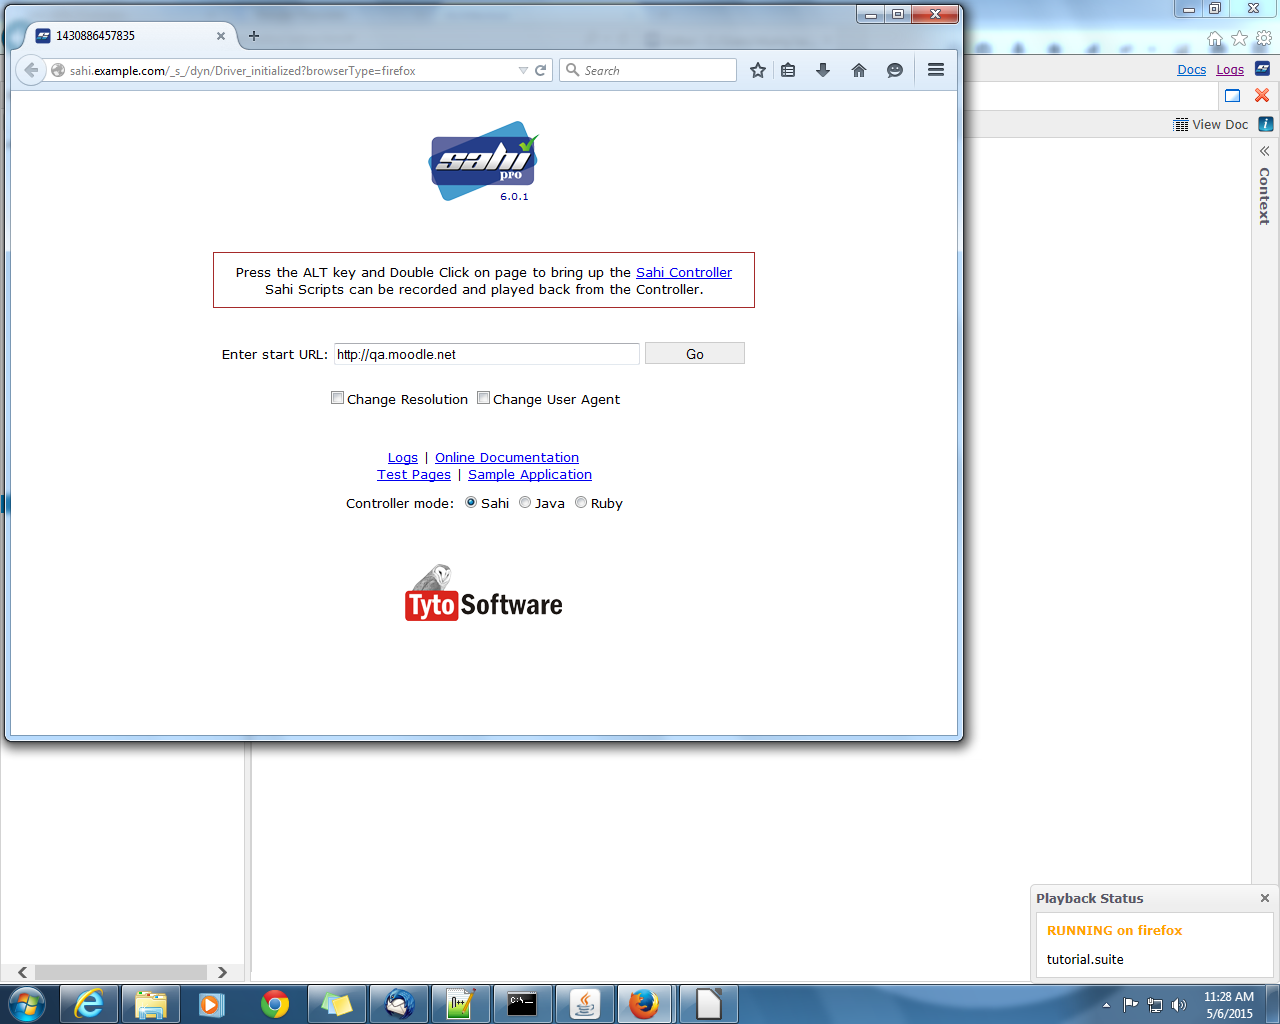 1430886457835
sahi.example.com/_s_/dyn/Driver_initialized?browserType=firefox
Search
Docs Logs
View Doc
Context
sahi
pro
6.0.1
Press the ALT key and Double Click on page to bring up the Sahi Controller
Sahi Scripts can be recorded and played back from the Controller.
Enter start URL: http://qa.moodle.net Go
Change Resolution Change User Agent
Logs | Online Documentation
Test Pages | Sample Application
Controller mode: Sahi Java Ruby
Tyto Software
Playback Status
RUNNING on firefox
tutorial.suite
11:28 AM
5/6/2015